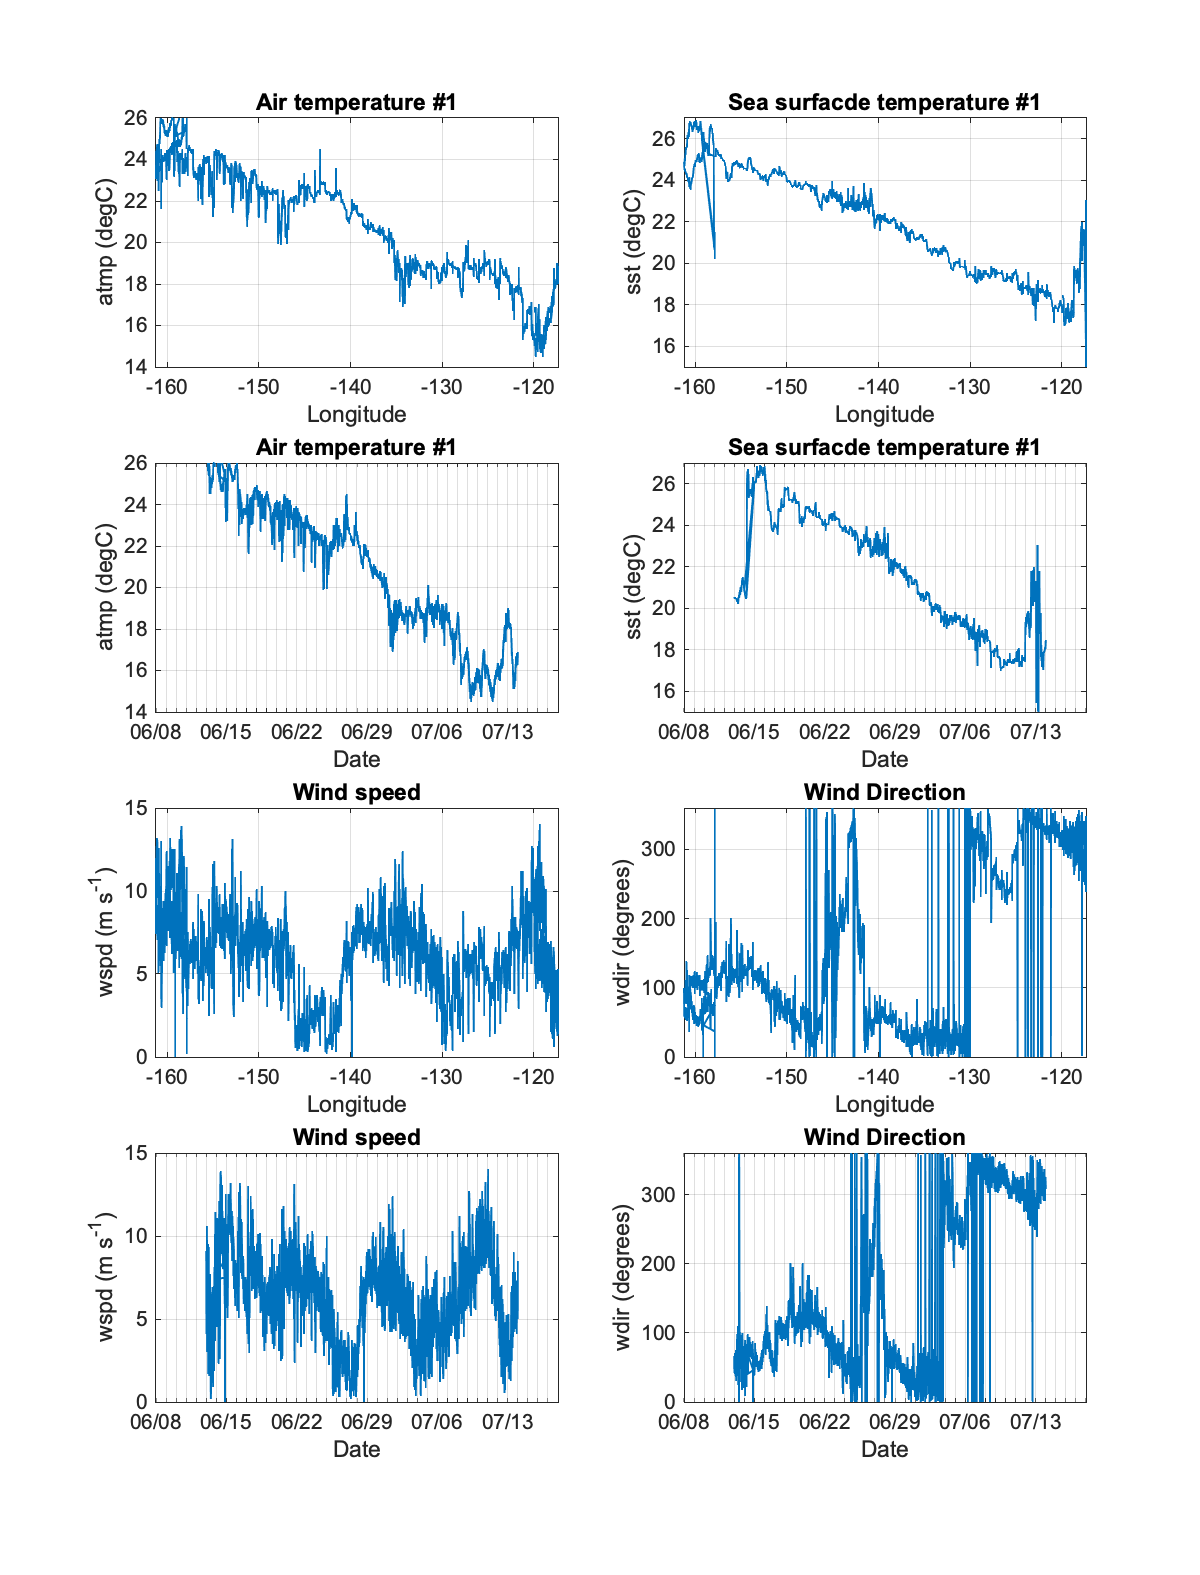 Air temperature #1
26
24
22
20
18
16
14
atmp (degC)
-160 -150 -140 -130 -120
Longitude
Sea surfacde temperature #1
26
24
22
20
18
16
sst (degC)
-160 -150 -140 -130 -120
Longitude
Air temperature #1
26
24
22
20
18
16
14
atmp (degC)
06/08 06/15 06/22 06/29 07/06 07/13
Date
Sea surfacde temperature #1
26
24
22
20
18
16
sst (degC)
06/08 06/15 06/22 06/29 07/06 07/13
Date
Wind speed
15
10
5
0
wspd (m s-1)
-160 -150 -140 -130 -120
Longitude
Wind Direction
300
200
100
0
wdir (degrees)
-160 -150 -140 -130 -120
Longitude
Wind speed
15
10
5
0
wspd (m s-1)
06/08 06/15 06/22 06/29 07/06 07/13
Date
Wind Direction
300
200
100
0
wdir (degrees)
06/08 06/15 06/22 06/29 07/06 07/13
Date